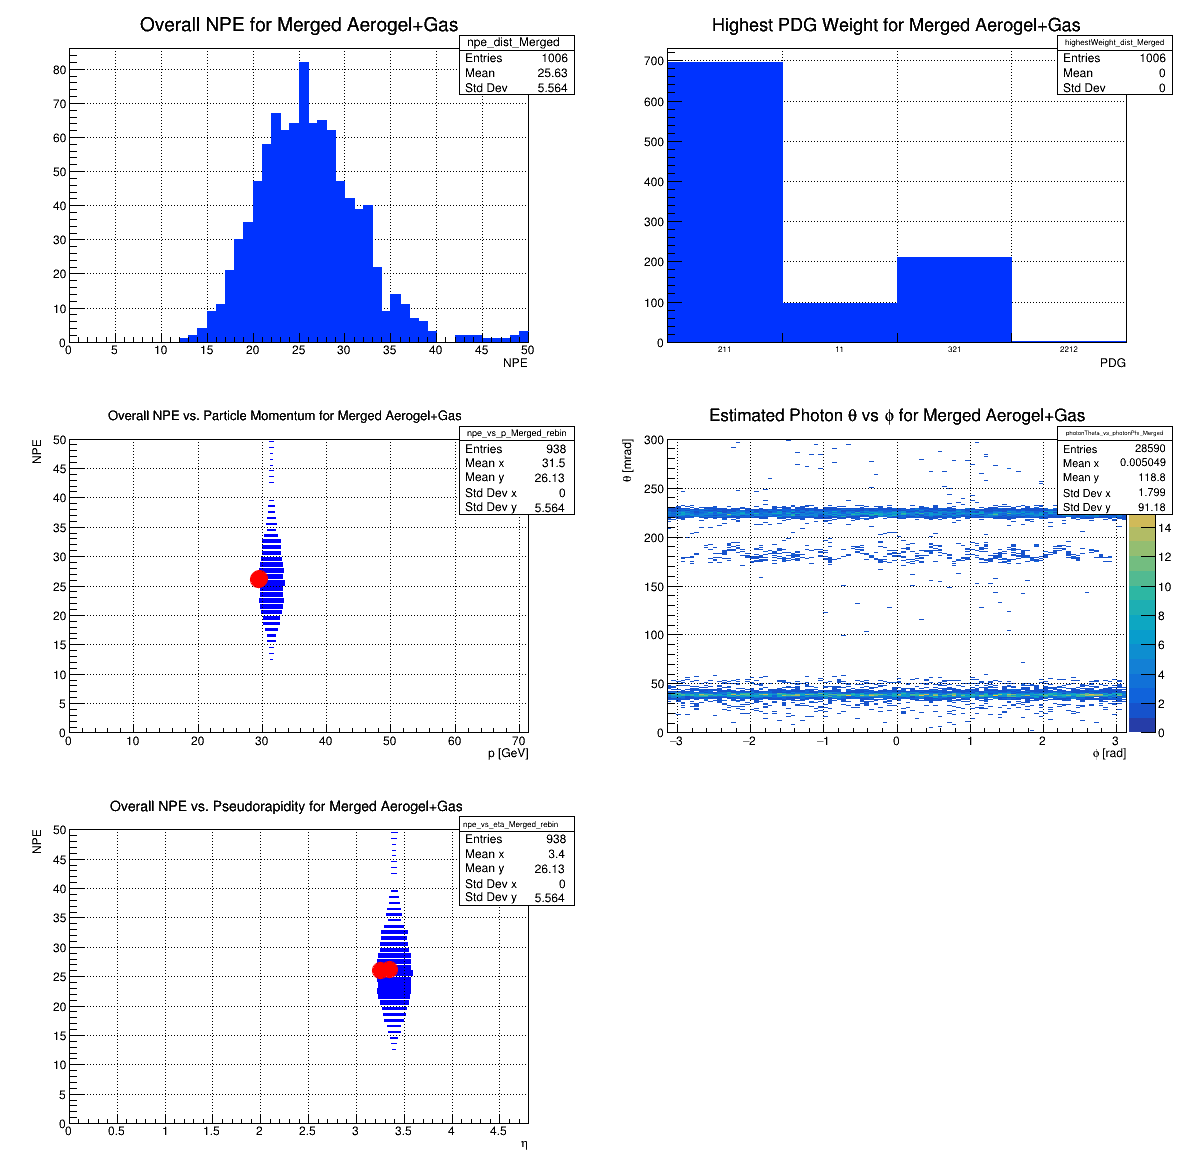 Overall NPE for Merged Aerogel+Gas
npe_dist_Merged
Entries 1006
Mean 25.63
Std Dev 5.564
80
70
60
50
40
30
20
10
0
0 5 10 15 20 25 30 35 40 45 50
NPE
Highest PDG Weight for Merged Aerogel+Gas
highestWeight_dist_Merged
Entries 1006
Mean 0
Std Dev 0
700
600
500
400
300
200
100
0
211 11 321 2212
PDG
Overall NPE vs. Particle Momentum for Merged Aerogel+Gas
NPE
npe_vs_p_Merged_rebin
Entries 938
Mean x 31.5
Mean y 26.13
Std Dev x 0
Std Dev y 5.564
50
45
40
35
30
25
20
15
10
5
0
0 10 20 30 40 50 60 70
p [GeV]
Estimated Photon θ vs ϕ for Merged Aerogel+Gas
θ [mrad]
photonTheta_vs_photonPhi_Merged
Entries 28590
Mean x 0.005049
Mean y 118.8
Std Dev x 1.799
Std Dev y 91.18
300
250
200
150
100
50
0
−3 −2 −1 0 1 2 3
ϕ [rad]
14
12
10
8
6
4
2
0
Overall NPE vs. Pseudorapidity for Merged Aerogel+Gas
NPE
npe_vs_eta_Merged_rebin
Entries 938
Mean x 3.4
Mean y 26.13
Std Dev x 0
Std Dev y 5.564
50
45
40
35
30
25
20
15
10
5
0
0 0.5 1 1.5 2 2.5 3 3.5 4 4.5
η